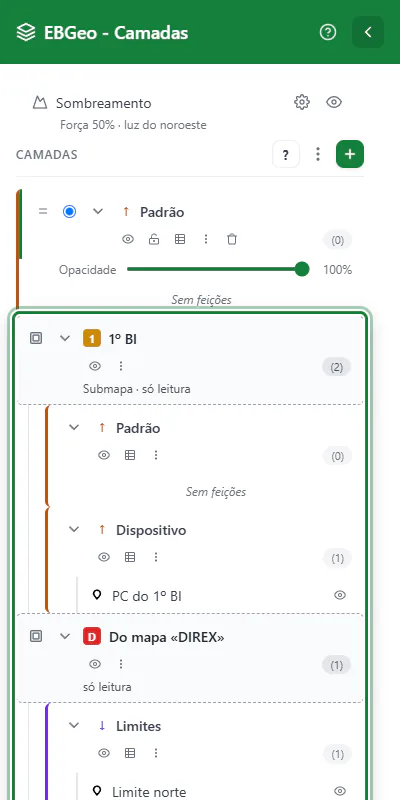 EBGeo - Camadas
Sombreamento
Força 50% · luz do noroeste
CAMADAS
?
↑ Padrão
(0)
Opacidade 100%
Sem feições
1 1º BI
(2)
Submapa · só leitura
↑ Padrão
(0)
Sem feições
↑ Dispositivo
(1)
PC do 1º BI
D Do mapa «DIREX»
(1)
só leitura
↓ Limites
(1)
Limite norte